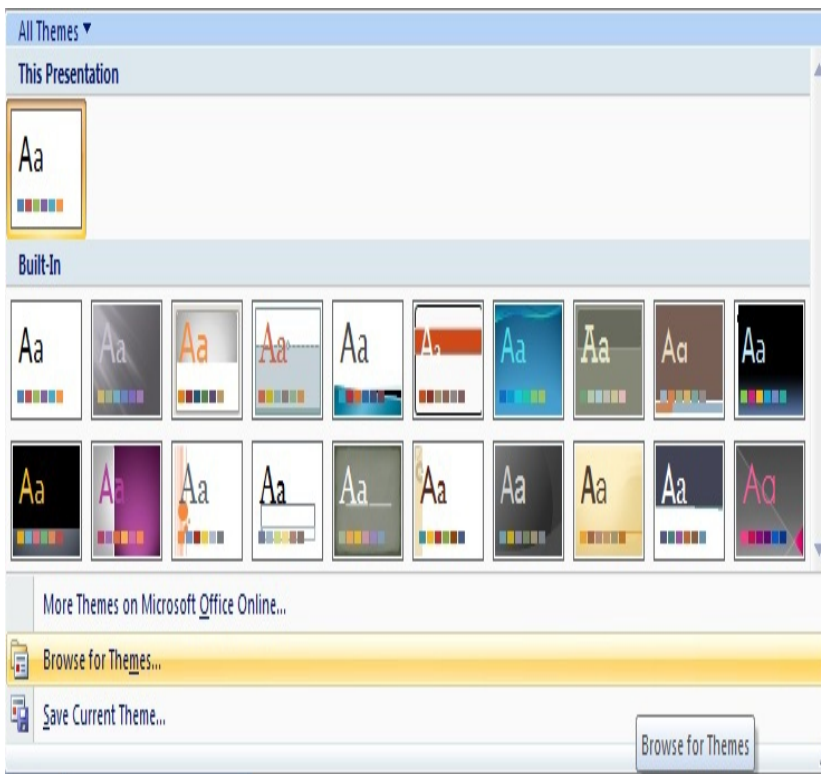 All Themes
This Presentation
Aa
Built-In
Aa Aa Aa Aa Aa Aa Aa Aa Aa Aa
Aa Aa Aa Aa Aa Aa Aa Aa Aa Aa
More Themes on Microsoft Office Online...
Browse for Themes...
Save Current Theme...
Browse for Themes